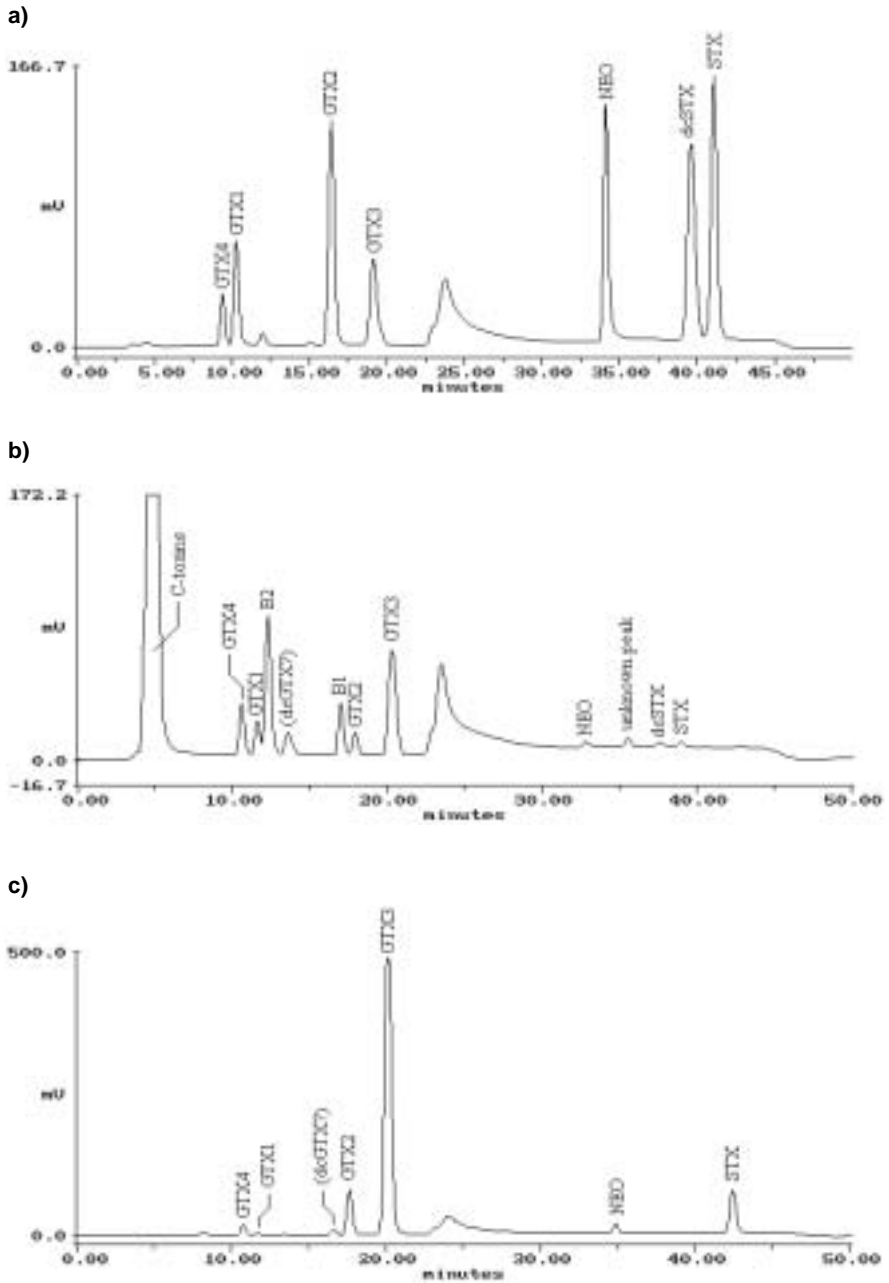 a)
166.7
mV
0.0
GTX4
GTX1
GTX2
GTX3
NEO
dcSTX
STX
0.00 5.00 10.00 15.00 20.00 25.00 30.00 35.00 40.00 45.00
minutes
b)
172.2
mV
0.0
-16.7
C-toxins
GTX4
GTX1
B2
(dcGTX?)
B1
GTX2
GTX3
NEO
unknown peak
dcSTX
STX
0.00 10.00 20.00 30.00 40.00 50.00
minutes
c)
500.0
mV
0.0
GTX4
GTX1
(dcGTX?)
GTX2
GTX3
NEO
STX
0.00 10.00 20.00 30.00 40.00 50.00
minutes